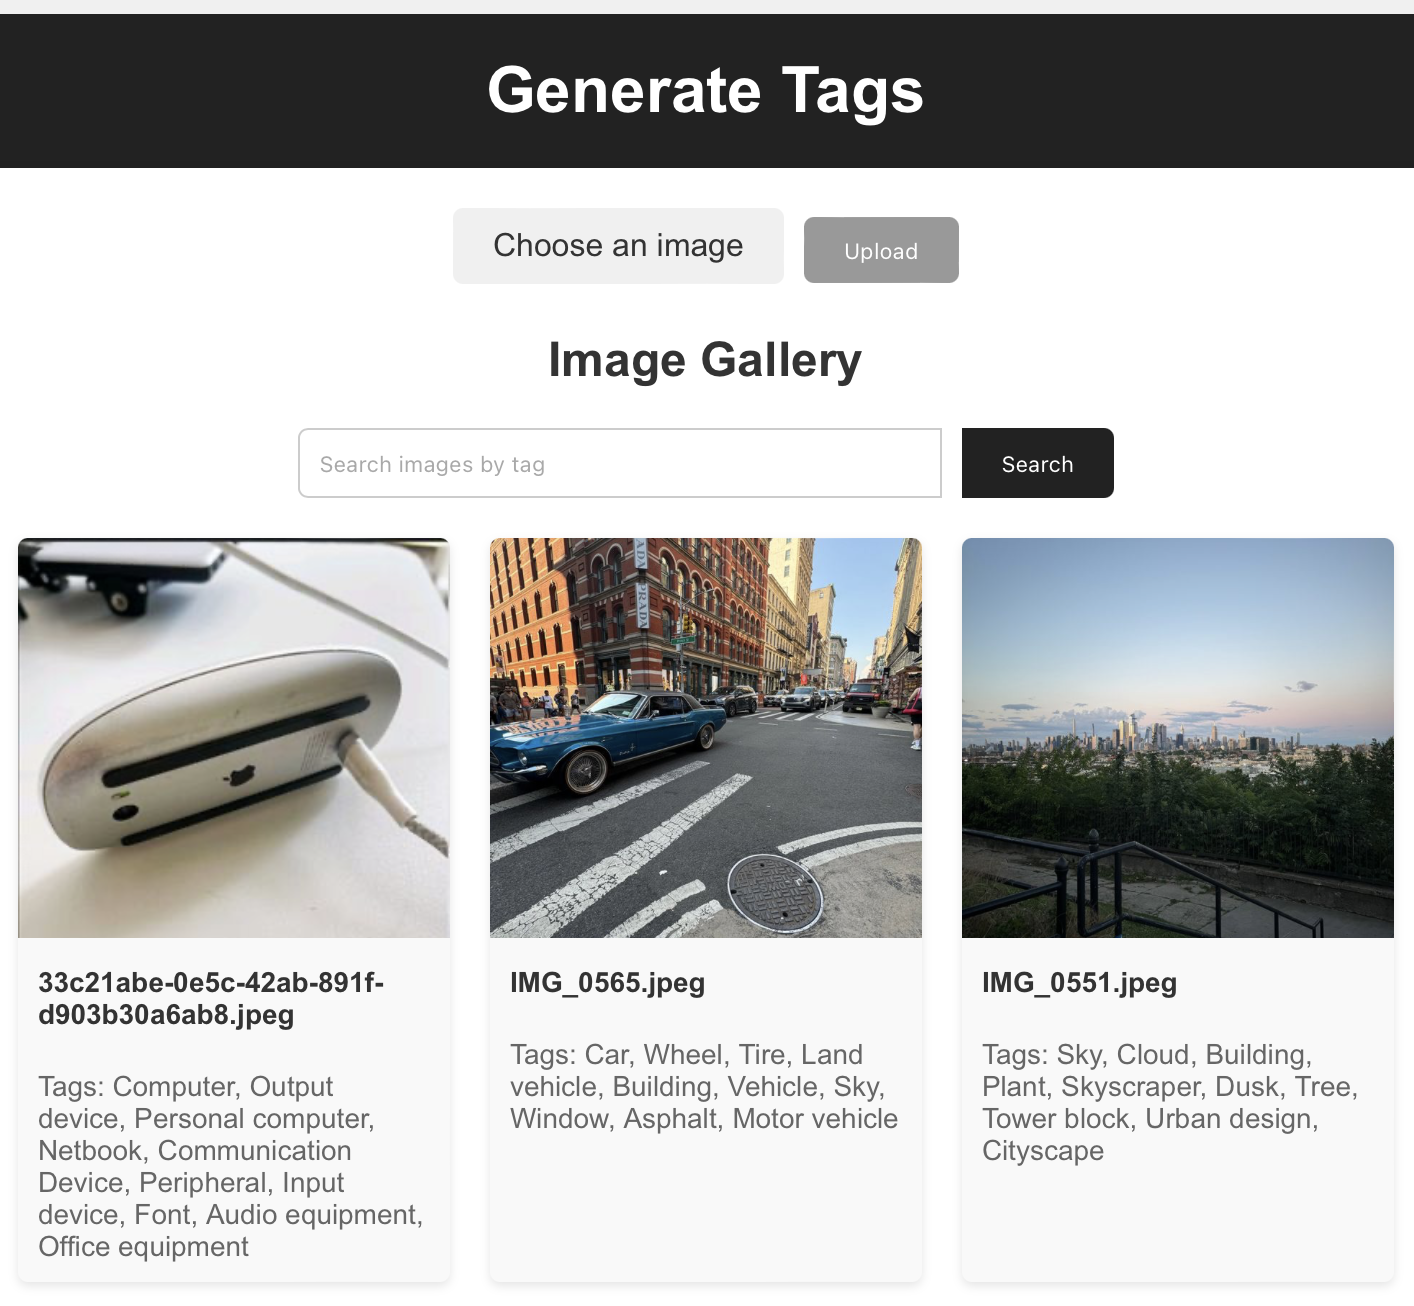 Generate Tags
Choose an image
Upload
Image Gallery
Search images by tag
Search
ADA
PRADA
33c21abe-0e5c-42ab-891f-
d903b30a6ab8.jpeg
Tags: Computer, Output
device, Personal computer,
Netbook, Communication
Device, Peripheral, Input
device, Font, Audio equipment,
Office equipment
IMG_0565.jpeg
Tags: Car, Wheel, Tire, Land
vehicle, Building, Vehicle, Sky,
Window, Asphalt, Motor vehicle
IMG_0551.jpeg
Tags: Sky, Cloud, Building,
Plant, Skyscraper, Dusk, Tree,
Tower block, Urban design,
Cityscape